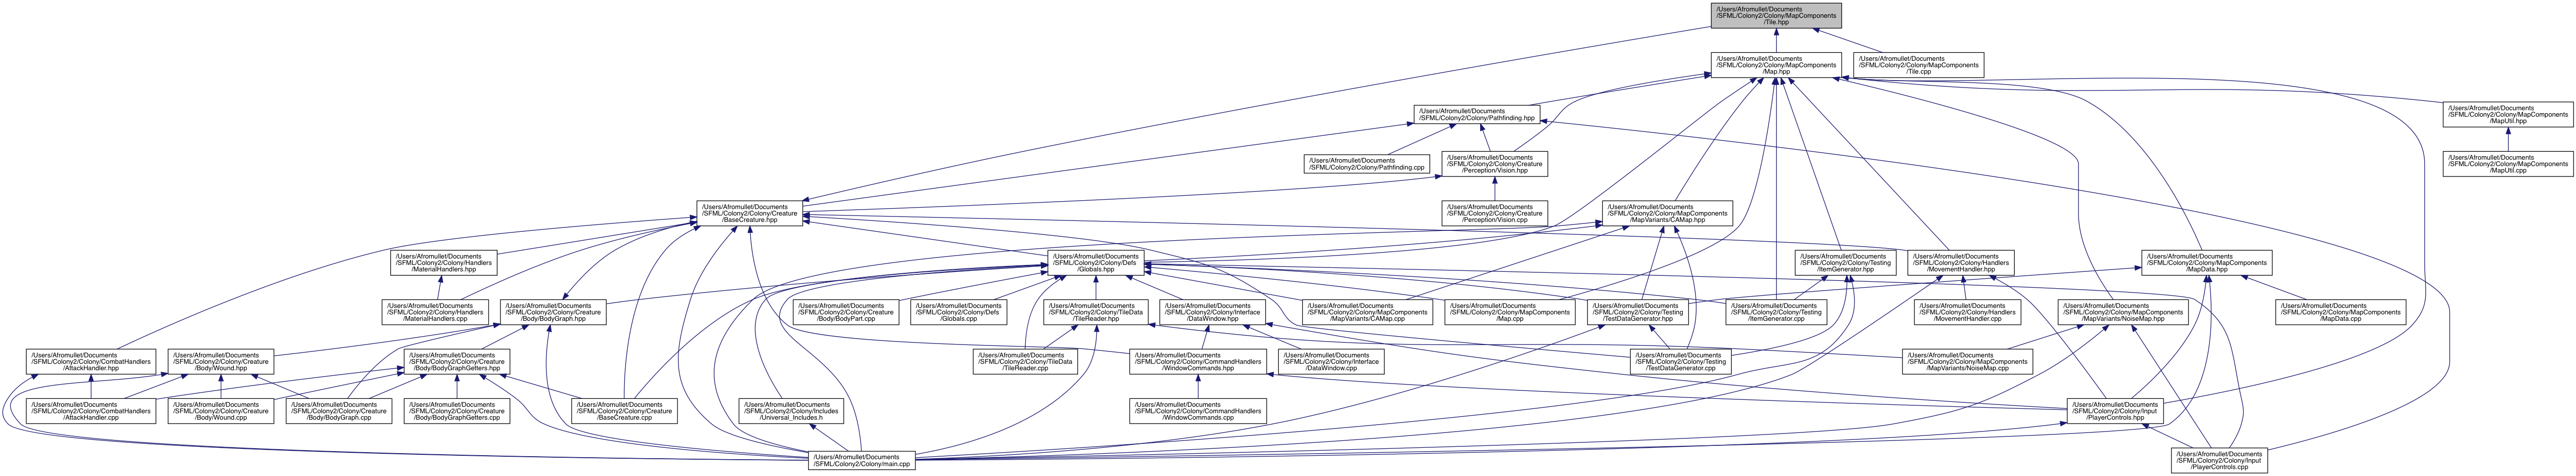 /Users/Afromullet/Documents
/SFML/Colony2/Colony/MapComponents
/Tile.hpp
/Users/Afromullet/Documents
/SFML/Colony2/Colony/MapComponents
/Map.hpp
/Users/Afromullet/Documents
/SFML/Colony2/Colony/MapComponents
/Tile.cpp
/Users/Afromullet/Documents
/SFML/Colony2/Colony/Pathfinding.hpp
/Users/Afromullet/Documents
/SFML/Colony2/Colony/MapComponents
/MapUtil.hpp
/Users/Afromullet/Documents
/SFML/Colony2/Colony/Pathfinding.cpp
/Users/Afromullet/Documents
/SFML/Colony2/Colony/Creature
/Perception/Vision.hpp
/Users/Afromullet/Documents
/SFML/Colony2/Colony/MapComponents
/MapUtil.cpp
/Users/Afromullet/Documents
/SFML/Colony2/Colony/Creature
/BaseCreature.hpp
/Users/Afromullet/Documents
/SFML/Colony2/Colony/Creature
/Perception/Vision.cpp
/Users/Afromullet/Documents
/SFML/Colony2/Colony/MapComponents
/MapVariants/CAMap.hpp
/Users/Afromullet/Documents
/SFML/Colony2/Colony/Handlers
/MaterialHandlers.hpp
/Users/Afromullet/Documents
/SFML/Colony2/Colony/Defs
/Globals.hpp
/Users/Afromullet/Documents
/SFML/Colony2/Colony/Testing
/ItemGenerator.hpp
/Users/Afromullet/Documents
/SFML/Colony2/Colony/Handlers
/MovementHandler.hpp
/Users/Afromullet/Documents
/SFML/Colony2/Colony/MapComponents
/MapData.hpp
/Users/Afromullet/Documents
/SFML/Colony2/Colony/Handlers
/MaterialHandlers.cpp
/Users/Afromullet/Documents
/SFML/Colony2/Colony/Creature
/Body/BodyGraph.hpp
/Users/Afromullet/Documents
/SFML/Colony2/Colony/Creature
/Body/BodyPart.cpp
/Users/Afromullet/Documents
/SFML/Colony2/Colony/Defs
/Globals.cpp
/Users/Afromullet/Documents
/SFML/Colony2/Colony/TileData
/TileReader.hpp
/Users/Afromullet/Documents
/SFML/Colony2/Colony/Interface
/DataWindow.hpp
/Users/Afromullet/Documents
/SFML/Colony2/Colony/MapComponents
/MapVariants/CAMap.cpp
/Users/Afromullet/Documents
/SFML/Colony2/Colony/MapComponents
/Map.cpp
/Users/Afromullet/Documents
/SFML/Colony2/Colony/Testing
/TestDataGenerator.hpp
/Users/Afromullet/Documents
/SFML/Colony2/Colony/Testing
/ItemGenerator.cpp
/Users/Afromullet/Documents
/SFML/Colony2/Colony/Handlers
/MovementHandler.cpp
/Users/Afromullet/Documents
/SFML/Colony2/Colony/MapComponents
/MapVariants/NoiseMap.hpp
/Users/Afromullet/Documents
/SFML/Colony2/Colony/MapComponents
/MapData.cpp
/Users/Afromullet/Documents
/SFML/Colony2/Colony/CombatHandlers
/AttackHandler.hpp
/Users/Afromullet/Documents
/SFML/Colony2/Colony/Creature
/Body/Wound.hpp
/Users/Afromullet/Documents
/SFML/Colony2/Colony/Creature
/Body/BodyGraphGetters.hpp
/Users/Afromullet/Documents
/SFML/Colony2/Colony/TileData
/TileReader.cpp
/Users/Afromullet/Documents
/SFML/Colony2/Colony/CommandHandlers
/WindowCommands.hpp
/Users/Afromullet/Documents
/SFML/Colony2/Colony/Interface
/DataWindow.cpp
/Users/Afromullet/Documents
/SFML/Colony2/Colony/Testing
/TestDataGenerator.cpp
/Users/Afromullet/Documents
/SFML/Colony2/Colony/MapComponents
/MapVariants/NoiseMap.cpp
/Users/Afromullet/Documents
/SFML/Colony2/Colony/CombatHandlers
/AttackHandler.cpp
/Users/Afromullet/Documents
/SFML/Colony2/Colony/Creature
/Body/Wound.cpp
/Users/Afromullet/Documents
/SFML/Colony2/Colony/Creature
/Body/BodyGraph.cpp
/Users/Afromullet/Documents
/SFML/Colony2/Colony/Creature
/Body/BodyGraphGetters.cpp
/Users/Afromullet/Documents
/SFML/Colony2/Colony/Creature
/BaseCreature.cpp
/Users/Afromullet/Documents
/SFML/Colony2/Colony/Includes
/Universal_Includes.h
/Users/Afromullet/Documents
/SFML/Colony2/Colony/CommandHandlers
/WindowCommands.cpp
/Users/Afromullet/Documents
/SFML/Colony2/Colony/Input
/PlayerControls.hpp
/Users/Afromullet/Documents
/SFML/Colony2/Colony/main.cpp
/Users/Afromullet/Documents
/SFML/Colony2/Colony/Input
/PlayerControls.cpp